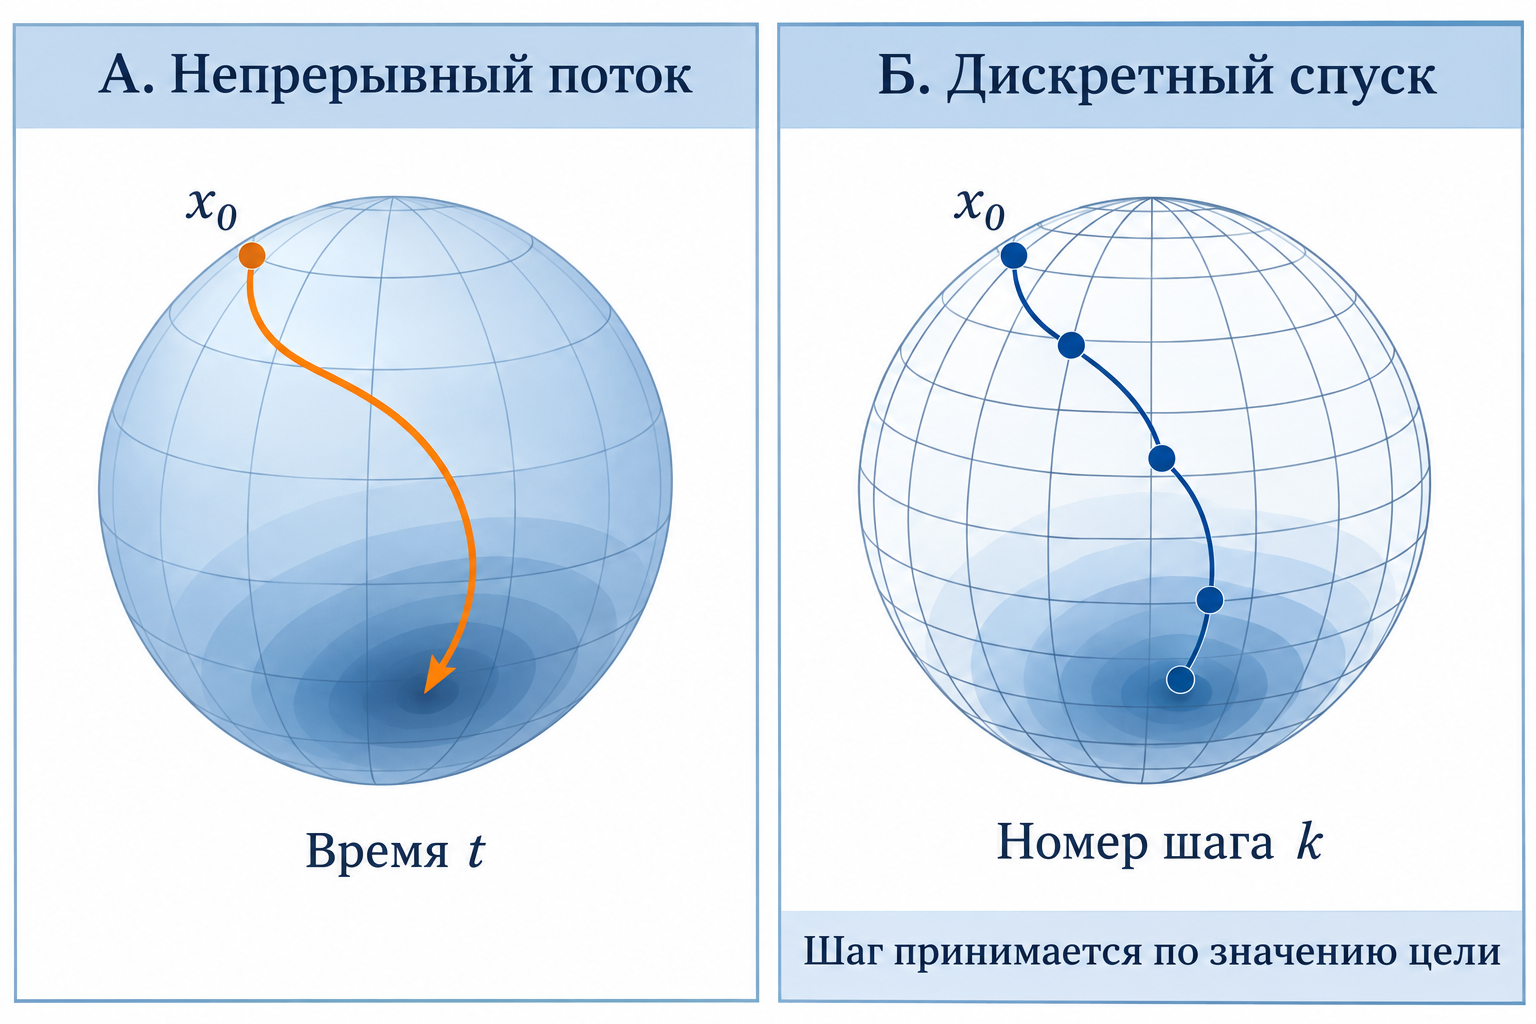 А. Непрерывный поток
x₀
Время t
Б. Дискретный спуск
x₀
Номер шага k
Шаг принимается по значению цели